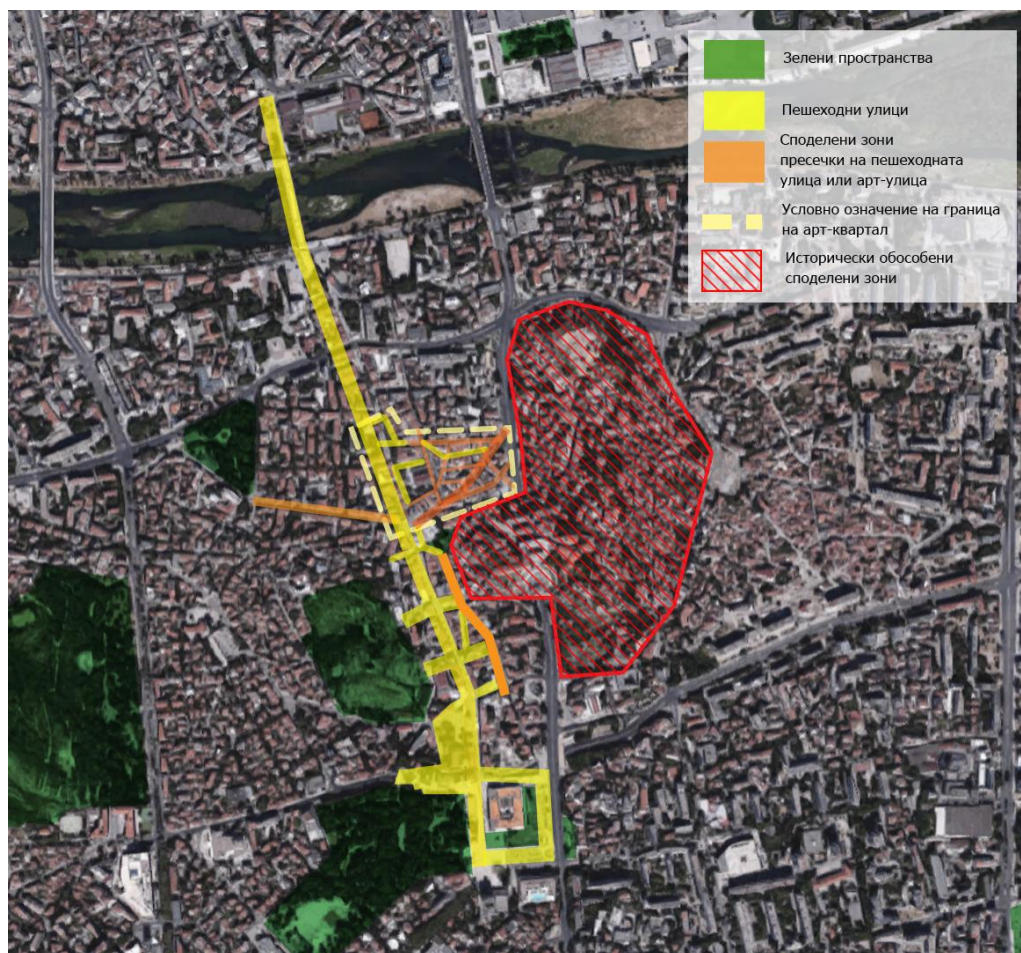 Зелени пространства
Пешеходни улици
Споделени зони
пресечки на пешеходната
улица или арт-улица
Условно означение на граница
на арт-квартал
Исторически обособени
споделени зони